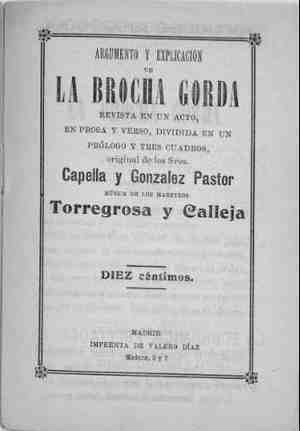 ARGUMENTO Y EXPLICACIÓN
DE
LA BROCHA GORDA
REVISTA EN UN ACTO,
EN PROSA Y VERSO, DIVIDIDA EN UN
PRÓLOGO Y TRES CUADROS,
original de los Sres.
Capella y Gonzalez Pastor
MÚSICA DE LOS MAESTROS
Torregrosa y Calleja
DIEZ céntimos.
MADRID
IMPRENTA DE VALERO DÍAZ
Madera, 5 y 7